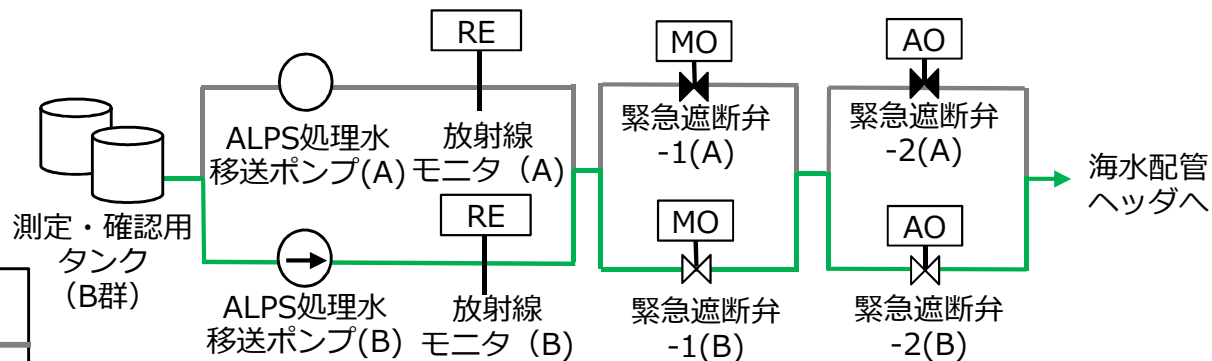 RE
MO
AO
ALPS処理水
移送ポンプ(A)
放射線
モニタ（A）
緊急遮断弁
-1(A)
緊急遮断弁
-2(A)
測定・確認用
タンク
（B群）
RE
MO
AO
海水配管
ヘッダへ
ALPS処理水
移送ポンプ(B)
放射線
モニタ（B）
緊急遮断弁
-1(B)
緊急遮断弁
-2(B)